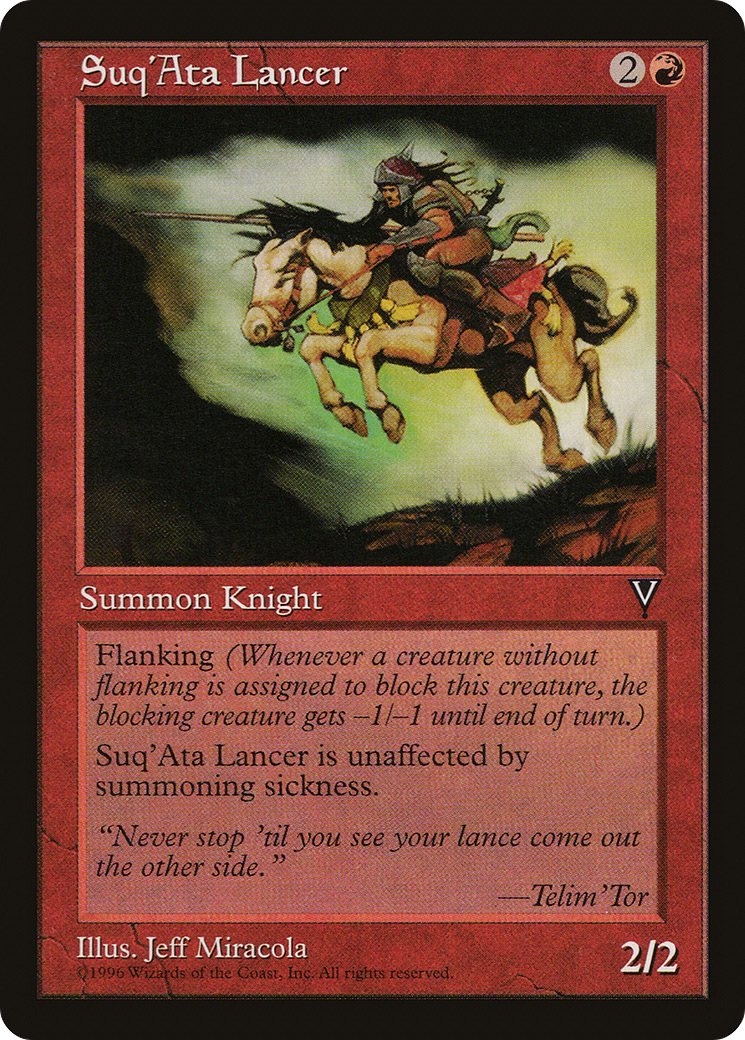 Suq'Ata Lancer 2
Summon Knight V
Flanking (Whenever a creature without
flanking is assigned to block this creature, the
blocking creature gets –1/–1 until end of turn.)
Suq'Ata Lancer is unaffected by
summoning sickness.
“Never stop ’til you see your lance come out
the other side.”
—Telim’Tor
Illus. Jeff Miracola
©1996 Wizards of the Coast, Inc. All rights reserved.
2/2